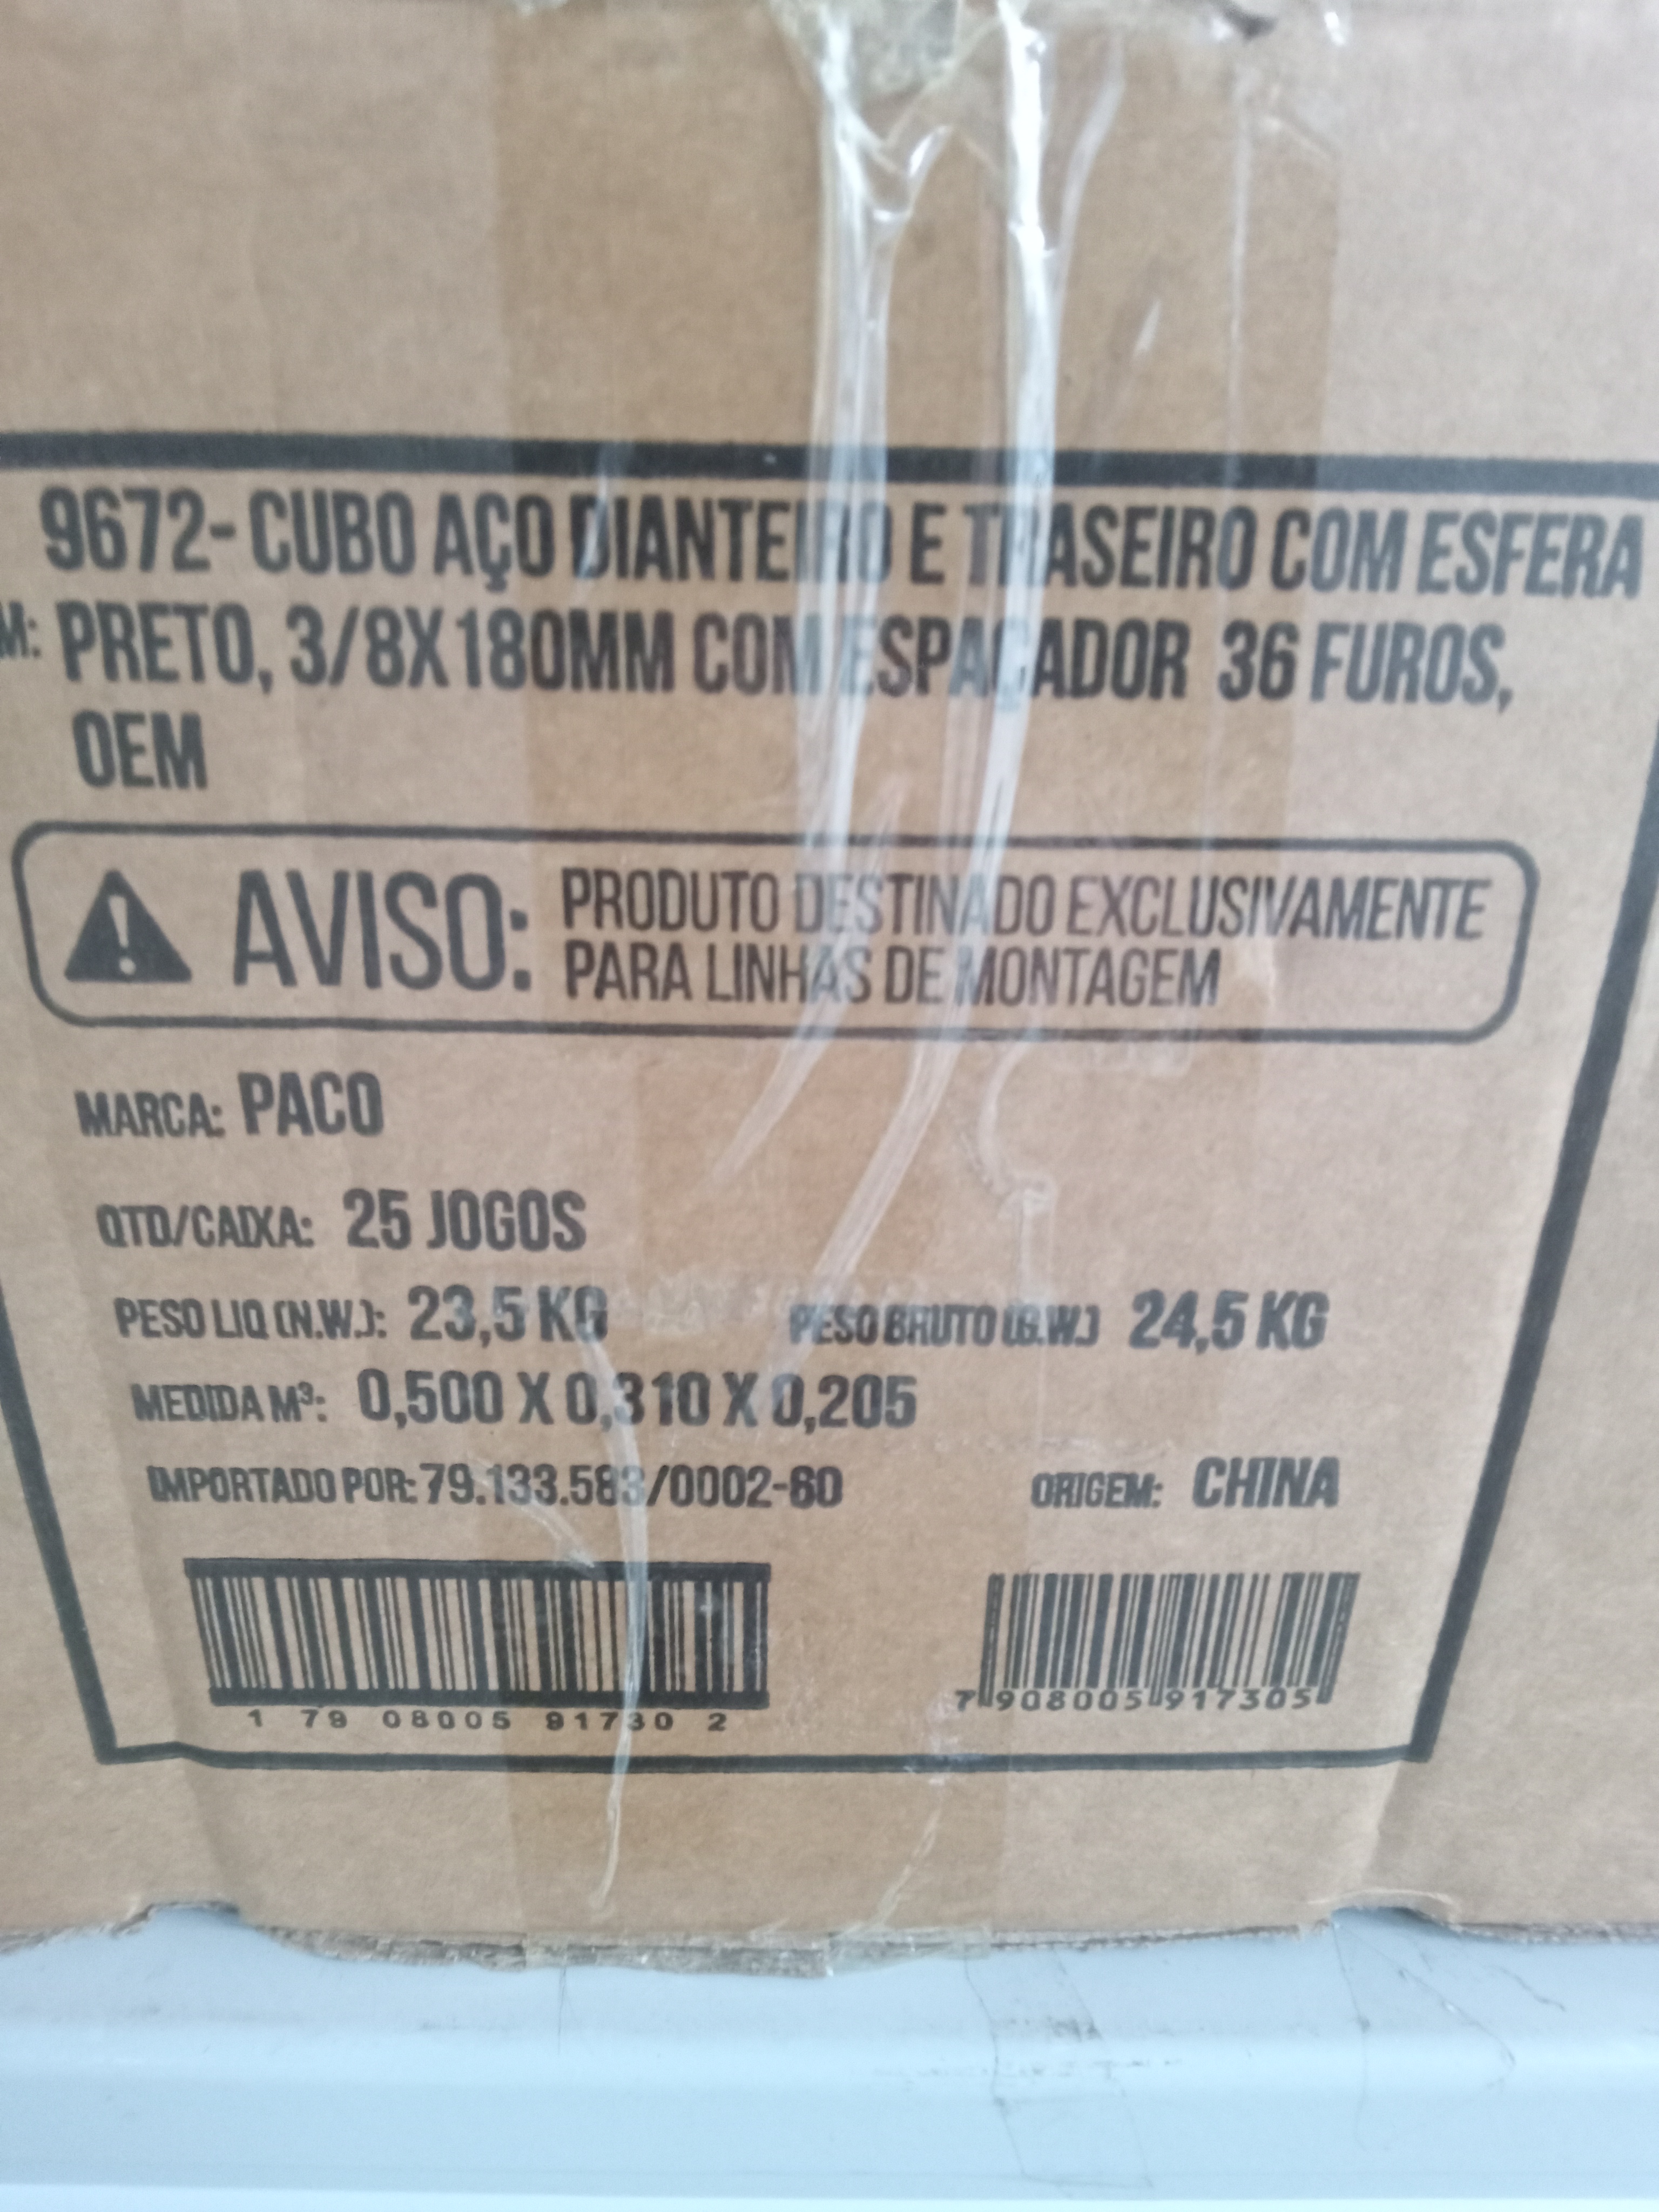 9672- CUBO AÇO DIANTEIRO E TRASEIRO COM ESFERA
M: PRETO, 3/8X180MM COM ESPAÇADOR 36 FUROS,
OEM
AVISO: PRODUTO DESTINADO EXCLUSIVAMENTE
PARA LINHAS DE MONTAGEM
MARCA: PACO
QTD/CAIXA: 25 JOGOS
PESO LIQ (N.W.): 23,5 KG PESO BRUTO (G.W.) 24,5 KG
MEDIDA M³: 0,500 X 0,310 X 0,205
IMPORTADO POR: 79.133.583/0002-60 ORIGEM: CHINA
1 79 08005 91730 2 7 908005 917305